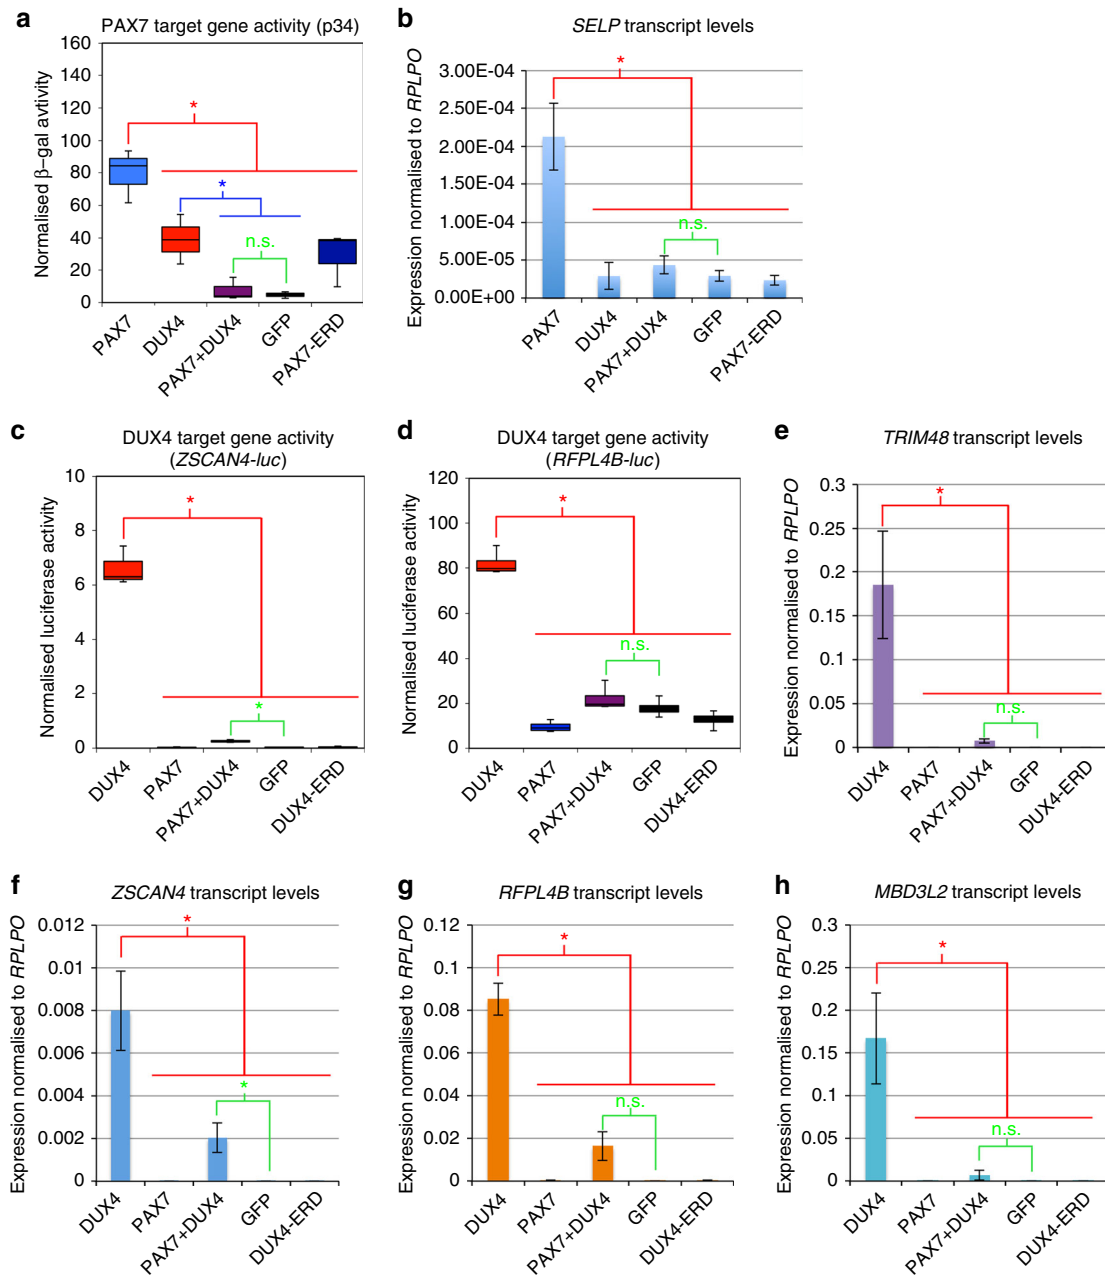 a
PAX7 target gene activity (p34)
Normalised β–gal avtivity
160
140
120
100
80
60
40
20
0
*
*
n.s.
PAX7
DUX4
PAX7+DUX4
GFP
PAX7-ERD
b
SELP transcript levels
Expression normalised to RPLPO
3.00E–04
2.50E–04
2.00E–04
1.50E–04
1.00E–04
5.00E–05
0.00E+00
*
n.s.
PAX7
DUX4
PAX7+DUX4
GFP
PAX7-ERD
c
DUX4 target gene activity
(ZSCAN4-luc)
Normalised luciferase activity
10
8
6
4
2
0
*
*
DUX4
PAX7
PAX7+DUX4
GFP
DUX4-ERD
d
DUX4 target gene activity
(RFPL4B-luc)
Normalised luciferase activity
120
100
80
60
40
20
0
*
n.s.
DUX4
PAX7
PAX7+DUX4
GFP
DUX4-ERD
e
TRIM48 transcript levels
Expression normalised to RPLPO
0.3
0.25
0.2
0.15
0.1
0.05
0
*
n.s.
DUX4
PAX7
PAX7+DUX4
GFP
DUX4-ERD
f
ZSCAN4 transcript levels
Expression normalised to RPLPO
0.012
0.01
0.008
0.006
0.004
0.002
0
*
*
DUX4
PAX7
PAX7+DUX4
GFP
DUX4-ERD
g
RFPL4B transcript levels
Expression normalised to RPLPO
0.12
0.1
0.08
0.06
0.04
0.02
0
*
n.s.
DUX4
PAX7
PAX7+DUX4
GFP
DUX4-ERD
h
MBD3L2 transcript levels
Expression normalised to RPLPO
0.3
0.25
0.2
0.15
0.1
0.05
0
*
n.s.
DUX4
PAX7
PAX7+DUX4
GFP
DUX4-ERD